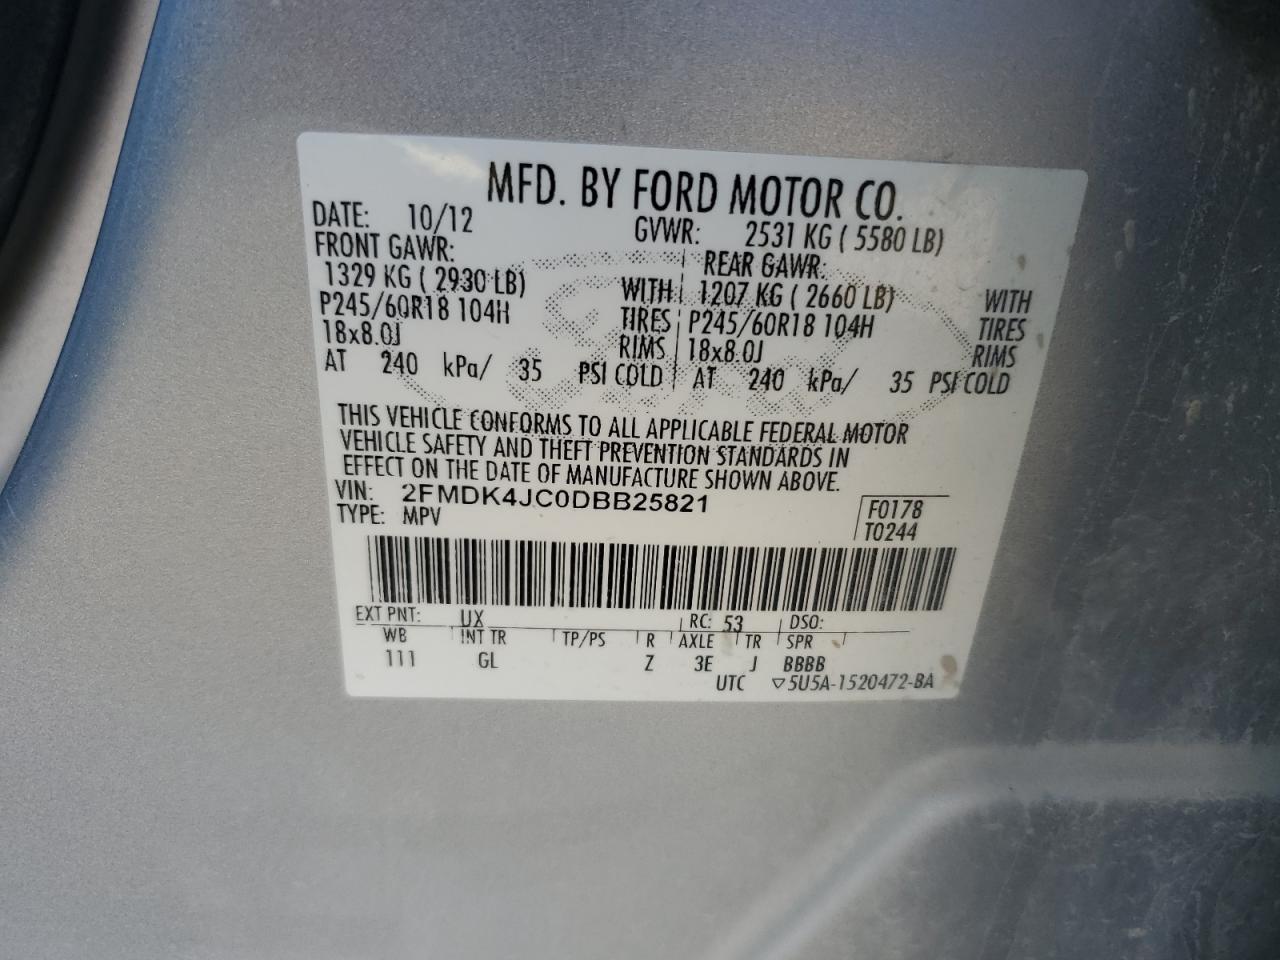 MFD. BY FORD MOTOR CO.
DATE: 10/12 GVWR: 2531 KG ( 5580 LB)
FRONT GAWR: REAR GAWR:
1329 KG ( 2930 LB) WITH 1207 KG ( 2660 LB) WITH
P245/60R18 104H TIRES P245/60R18 104H TIRES
18x8.0J RIMS 18x8.0J RIMS
AT 240 kPa/ 35 PSI COLD AT 240 kPa/ 35 PSI COLD
THIS VEHICLE CONFORMS TO ALL APPLICABLE FEDERAL MOTOR
VEHICLE SAFETY AND THEFT PREVENTION STANDARDS IN
EFFECT ON THE DATE OF MANUFACTURE SHOWN ABOVE.
VIN: 2FMDK4JC0DBB25821
TYPE: MPV
F0178
T0244
EXT PNT: UX RC: 53 DSO:
WB INT TR TP/PS R AXLE TR SPR
111 GL Z 3E J BBBB
UTC ▽5U5A-1520472-BA